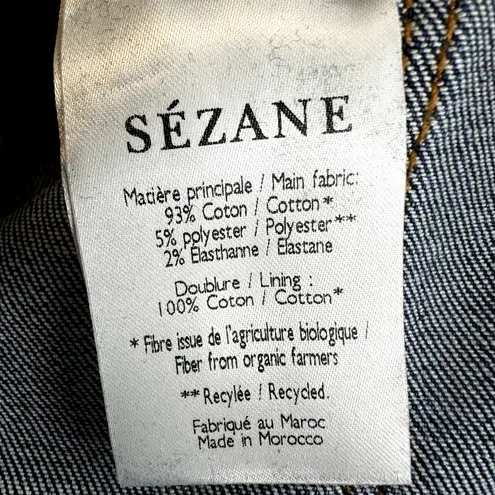 SÉZANE
Matière principale / Main fabric:
93% Coton / Cotton*
5% polyester / Polyester**
2% Elasthanne / Elastane
Doublure / Lining :
100% Coton / Cotton*
* Fibre issue de l'agriculture biologique /
Fiber from organic farmers
** Recylée / Recycled.
Fabriqué au Maroc
Made in Morocco